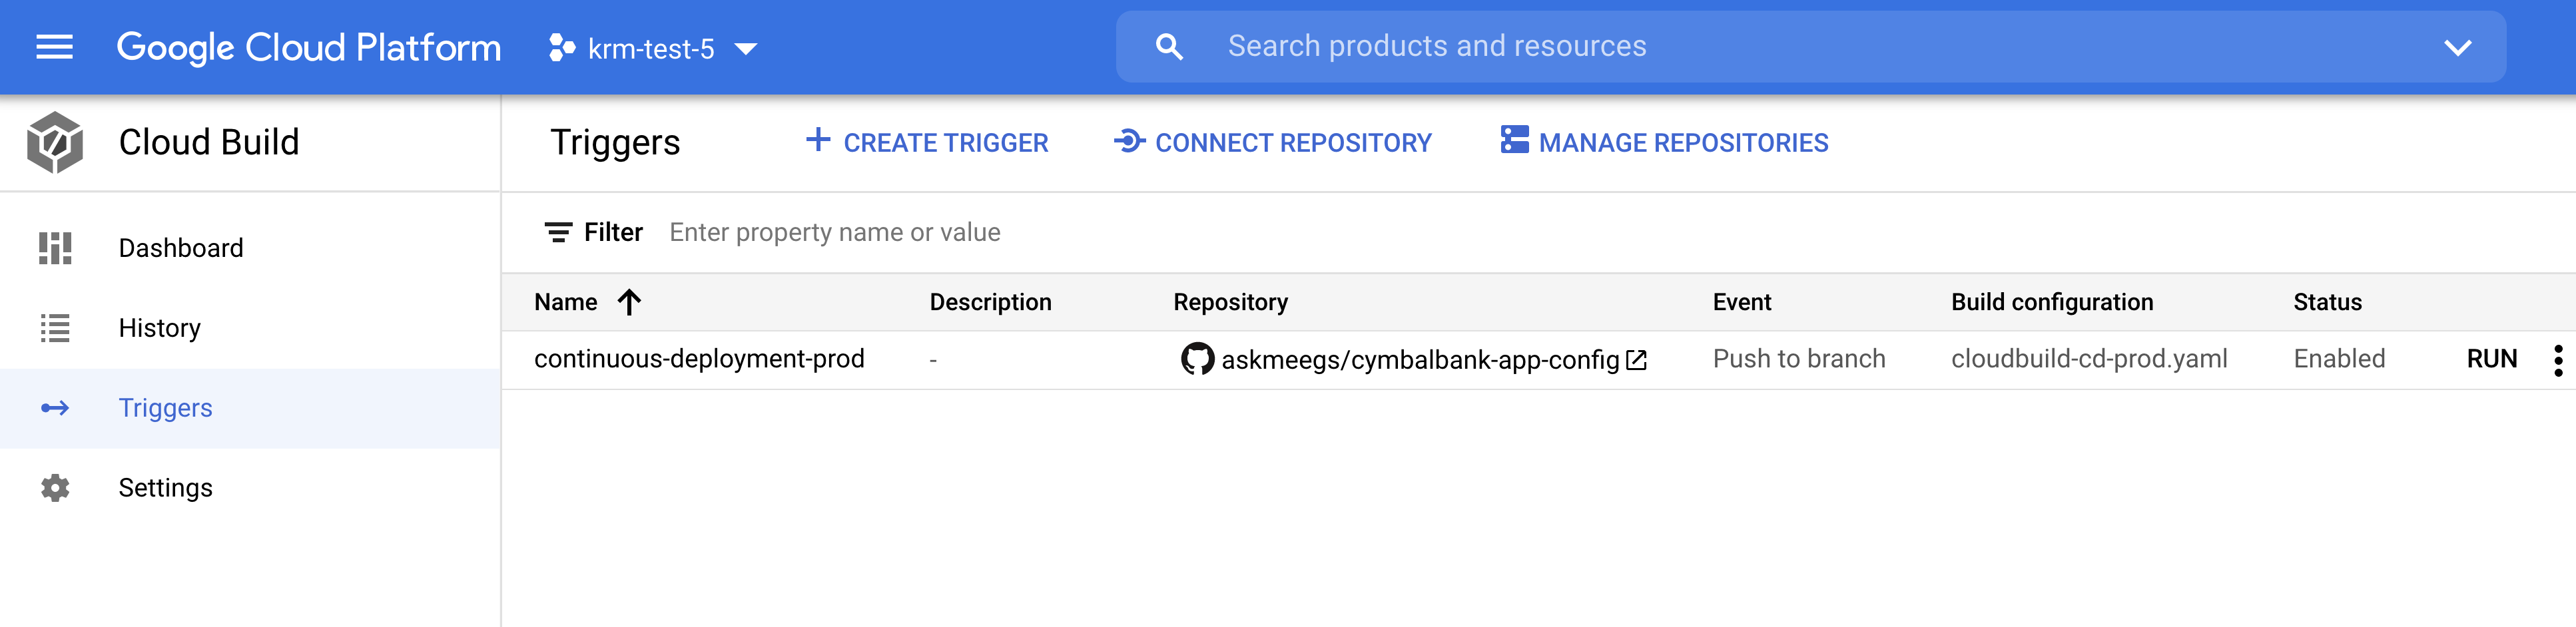 Google Cloud Platform krm-test-5 Search products and resources
Cloud Build
Triggers CREATE TRIGGER CONNECT REPOSITORY MANAGE REPOSITORIES
Dashboard
History
Triggers
Settings
Filter Enter property name or value
Name Description Repository Event Build configuration Status
continuous-deployment-prod - askmeegs/cymbalbank-app-config Push to branch cloudbuild-cd-prod.yaml Enabled RUN